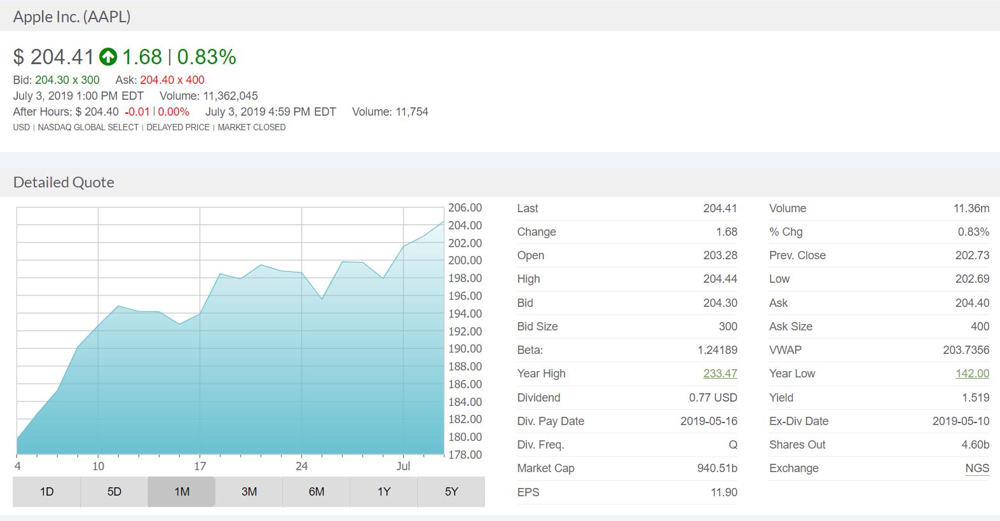 Apple Inc. (AAPL)
$ 204.41 1.68 | 0.83%
Bid: 204.30 x 300 Ask: 204.40 x 400
July 3, 2019 1:00 PM EDT Volume: 11,362,045
After Hours: $ 204.40 -0.01 | 0.00% July 3, 2019 4:59 PM EDT Volume: 11,754
USD | NASDAQ GLOBAL SELECT | DELAYED PRICE | MARKET CLOSED
Detailed Quote
206.00
204.00
202.00
200.00
198.00
196.00
194.00
192.00
190.00
188.00
186.00
184.00
182.00
180.00
178.00
4 10 17 24 Jul
1D 5D 1M 3M 6M 1Y 5Y
Last 204.41
Change 1.68
Open 203.28
High 204.44
Bid 204.30
Bid Size 300
Beta: 1.24189
Year High 233.47
Dividend 0.77 USD
Div. Pay Date 2019-05-16
Div. Freq. Q
Market Cap 940.51b
EPS 11.90
Volume 11.36m
% Chg 0.83%
Prev. Close 202.73
Low 202.69
Ask 204.40
Ask Size 400
VWAP 203.7356
Year Low 142.00
Yield 1.519
Ex-Div Date 2019-05-10
Shares Out 4.60b
Exchange NGS